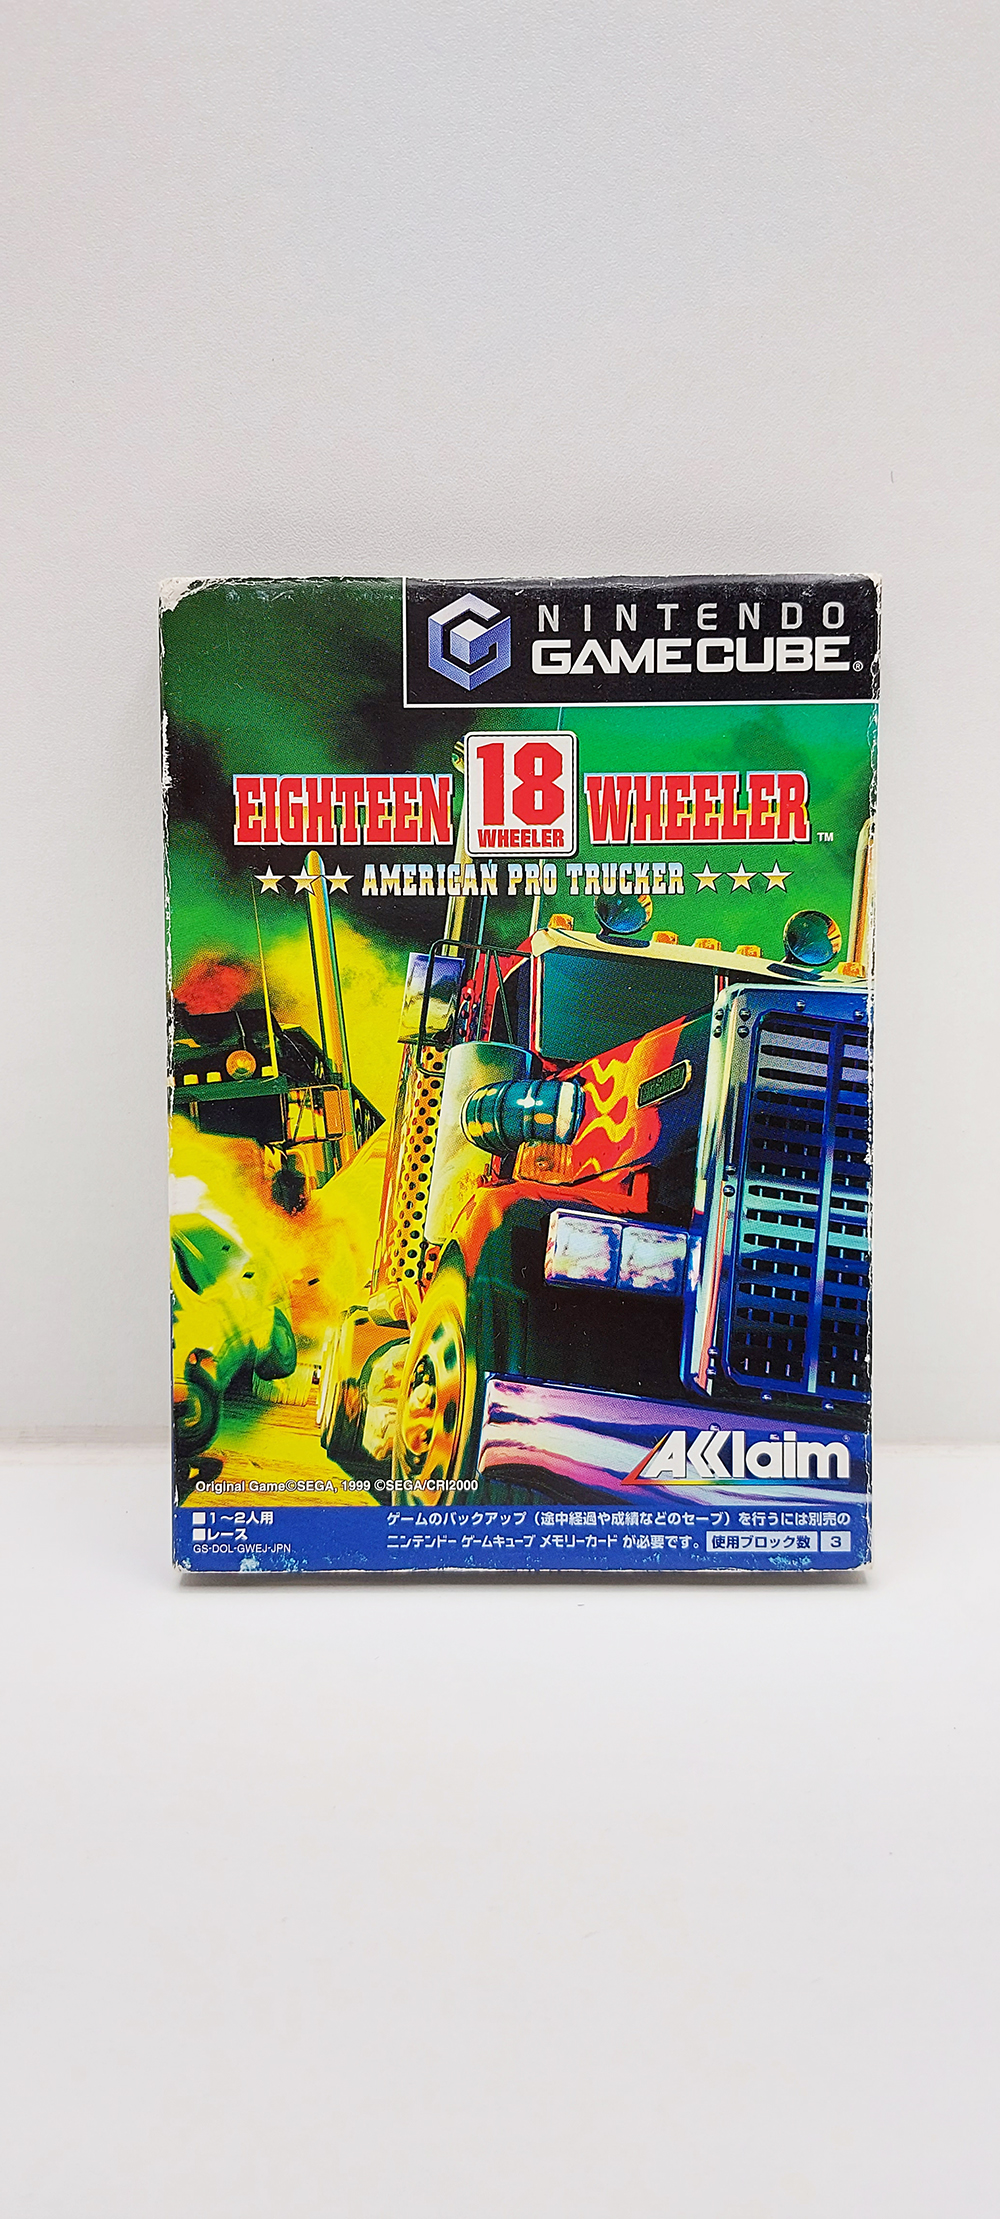 NINTENDO
GAMECUBE®
EIGHTEEN 18 WHEELER WHEELER™
★★★ AMERICAN PRO TRUCKER ★★★
AKKlaim®
Original Game©SEGA, 1999 ©SEGA/CRI2000
■1～2人用
■レース
GS-DOL-GWEJ-JPN
ゲームのバックアップ（途中経過や成績などのセーブ）を行うには別売の
ニンテンドー ゲームキューブ メモリーカード が必要です。 使用ブロック数 3